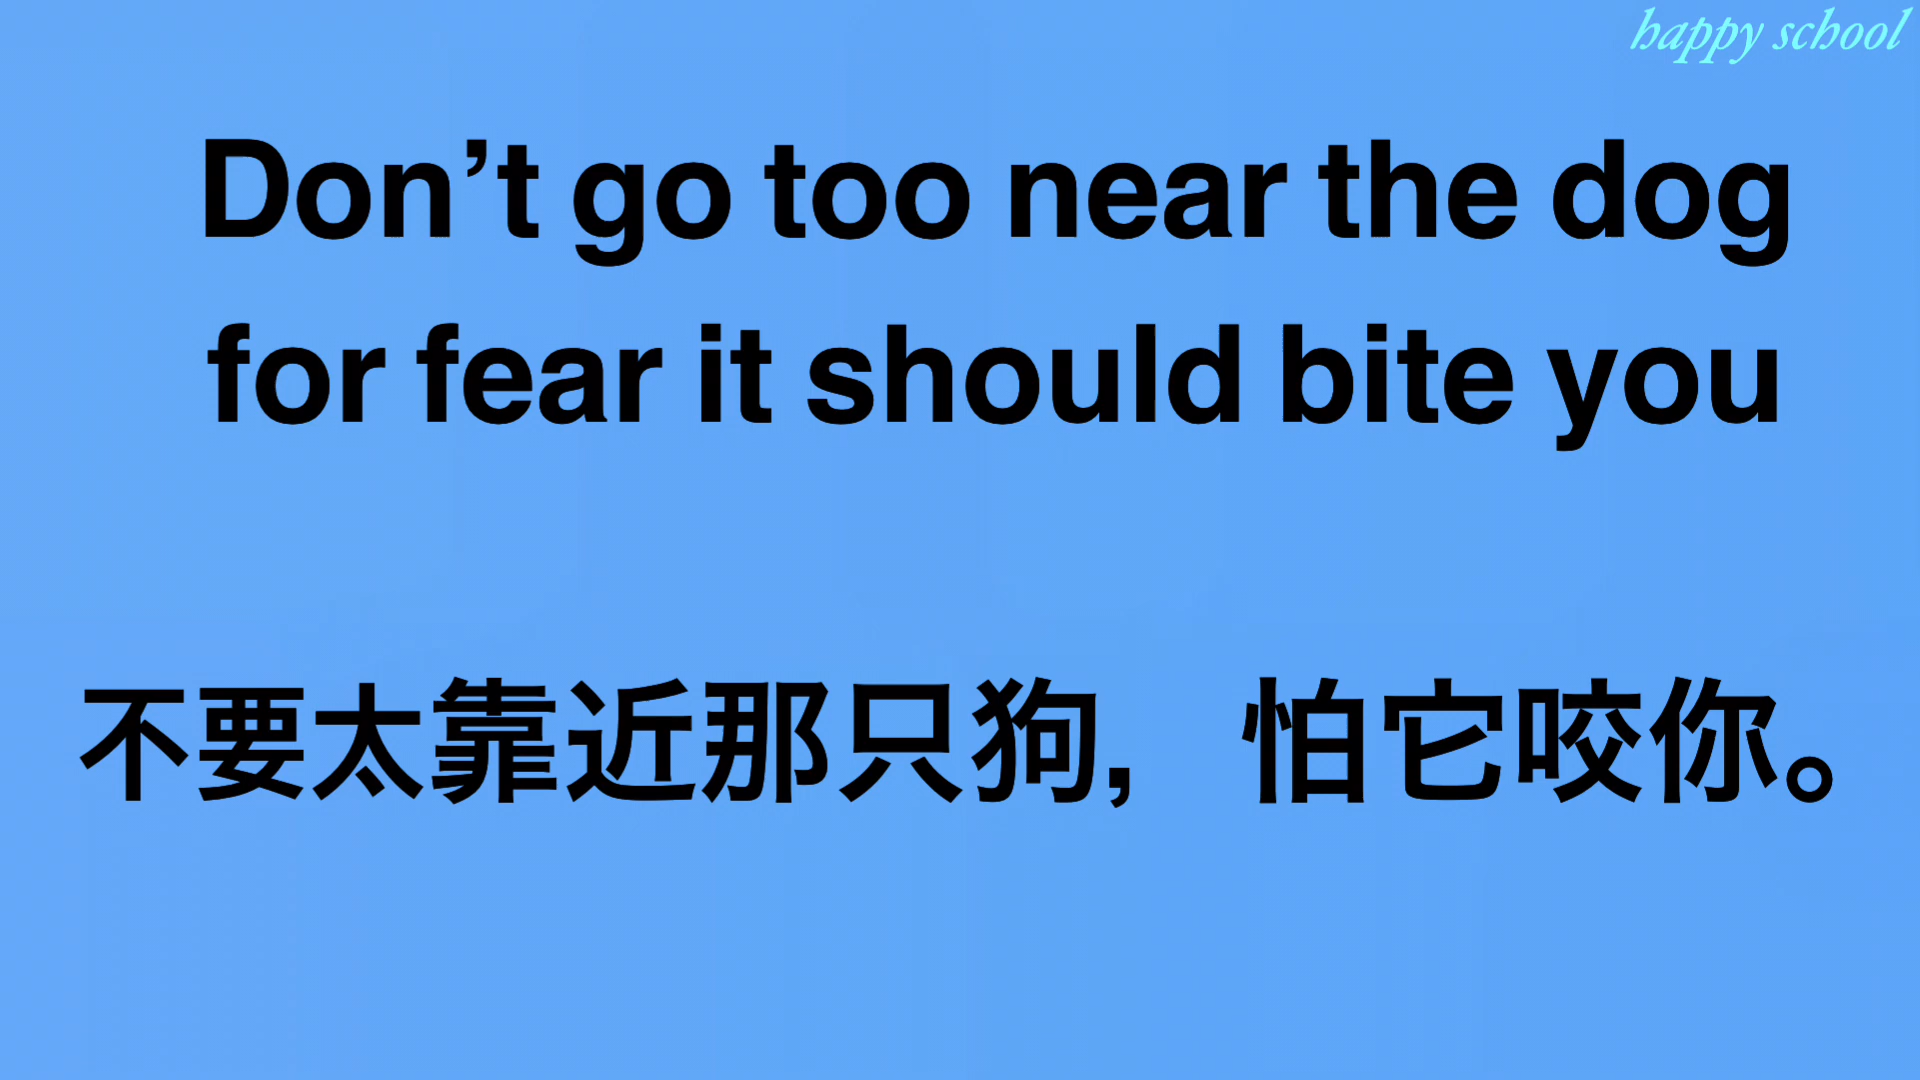 happy school
Don’t go too near the dog
for fear it should bite you
不要太靠近那只狗, 怕它咬你。